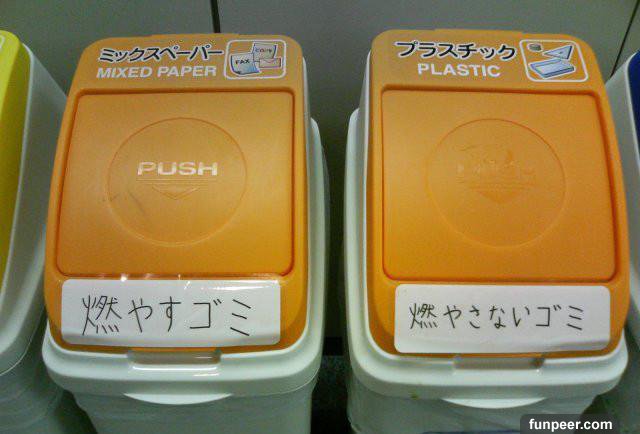 ミックスペーパー
MIXED PAPER
FAX
PUSH
燃やすゴミ
プラスチック
PLASTIC
燃やさないゴミ
funpeer.com